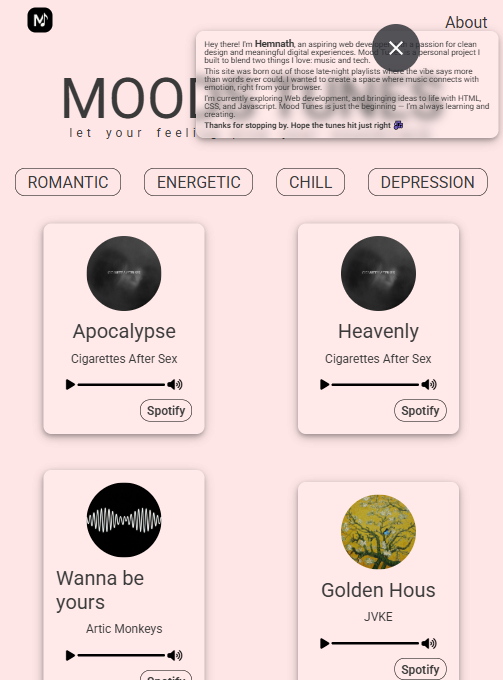 About
Hey there! I'm Hemnath, an aspiring web developer with a passion for clean
design and meaningful digital experiences. Mood Tunes is a personal project I
built to blend two things I love: music and tech.
This site was born out of those late-night playlists where the vibe says more
than words ever could. I wanted to create a space where music connects with
emotion, right from your browser.
I'm currently exploring Web development, and bringing ideas to life with HTML,
CSS, and Javascript. Mood Tunes is just the beginning — I'm always learning and
creating.
Thanks for stopping by. Hope the tunes hit just right
MOOD TUNES
let your feeli
ROMANTIC ENERGETIC CHILL DEPRESSION
Apocalypse
Cigarettes After Sex
Spotify
Heavenly
Cigarettes After Sex
Spotify
Wanna be
yours
Artic Monkeys
Spotify
Golden Hous
JVKE
Spotify